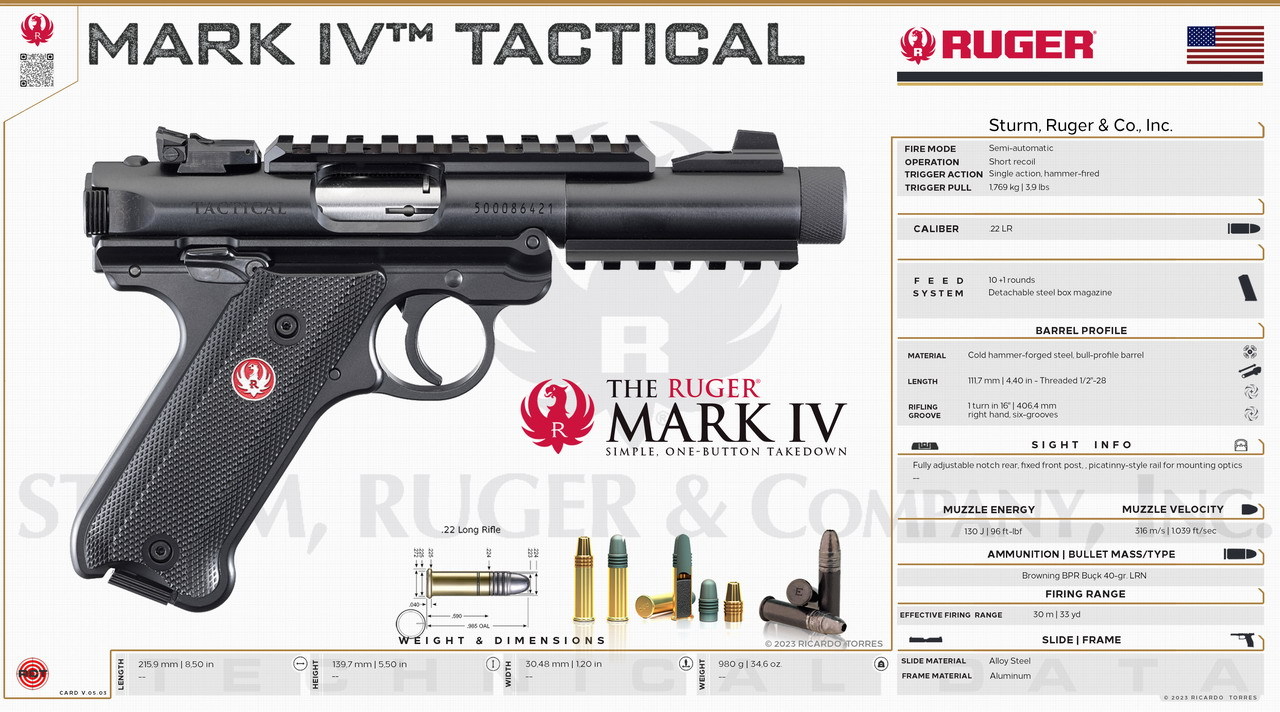 MARK IV™ TACTICAL
RUGER®
Sturm, Ruger & Co., Inc.
FIRE MODE Semi-automatic
OPERATION Short recoil
TRIGGER ACTION Single action, hammer-fired
TRIGGER PULL 1,769 kg | 3.9 lbs
CALIBER .22 LR
FEED SYSTEM
10 +1 rounds
Detachable steel box magazine
BARREL PROFILE
MATERIAL Cold hammer-forged steel, bull-profile barrel
LENGTH 111.7 mm | 4,40 in - Threaded 1/2"-28
RIFLING GROOVE
1 turn in 16" | 406,4 mm
right hand, six-grooves
SIGHT INFO
Fully adjustable notch rear, fixed front post, , picatinny-style rail for mounting optics
--
MUZZLE ENERGY MUZZLE VELOCITY
130 J | 96 ft-lbf 316 m/s | 1.039 ft/sec
AMMUNITION | BULLET MASS/TYPE
Browning BPR Buçk 40-gr. LRN
FIRING RANGE
EFFECTIVE FIRING RANGE 30 m | 33 yd
SLIDE | FRAME
SLIDE MATERIAL Alloy Steel
FRAME MATERIAL Aluminum
© 2023 RICARDO TORRES
TACTICAL
500086421
R
THE RUGER®
MARK IV
SIMPLE, ONE-BUTTON TAKEDOWN
STURM, RUGER & COMPANY, INC.
.22 Long Rifle
.225
.224
.223
.224
.040
.590
.985 OAL
E
© 2023 RICARDO TORRES
WEIGHT & DIMENSIONS
LENGTH 215.9 mm | 8,50 in
--
HEIGHT 139.7 mm | 5.50 in
--
WIDTH 30.48 mm | 1.20 in
--
WEIGHT 980 g | 34.6 oz.
--
TECHNICAL DATA
RDT
CARD V.05.03